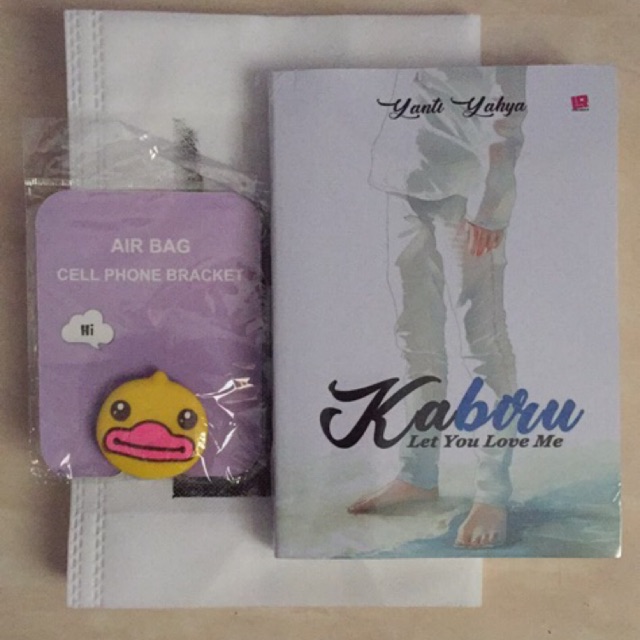 AIR BAG
CELL PHONE BRACKET
Hi
Yanti Yahya
Kaboru
Let You Love Me